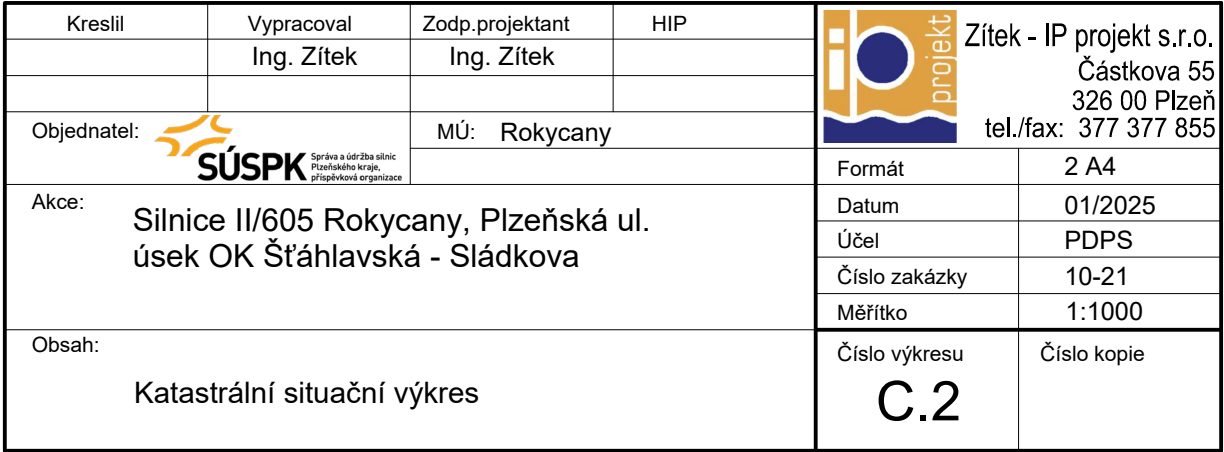 Kreslil Vypracoval Zodp.projektant HIP
Ing. Zítek Ing. Zítek
Objednatel:
SÚSPK
Správa a údržba silnic
Plzeňského kraje,
příspěvková organizace
MÚ: Rokycany
Akce:
Silnice II/605 Rokycany, Plzeňská ul.
úsek OK Šťáhlavská - Sládkova
Obsah:
Katastrální situační výkres
ip projekt
Zítek - IP projekt s.r.o.
Částkova 55
326 00 Plzeň
tel./fax: 377 377 855
Formát 2 A4
Datum 01/2025
Účel PDPS
Číslo zakázky 10-21
Měřítko 1:1000
Číslo výkresu Číslo kopie
C.2